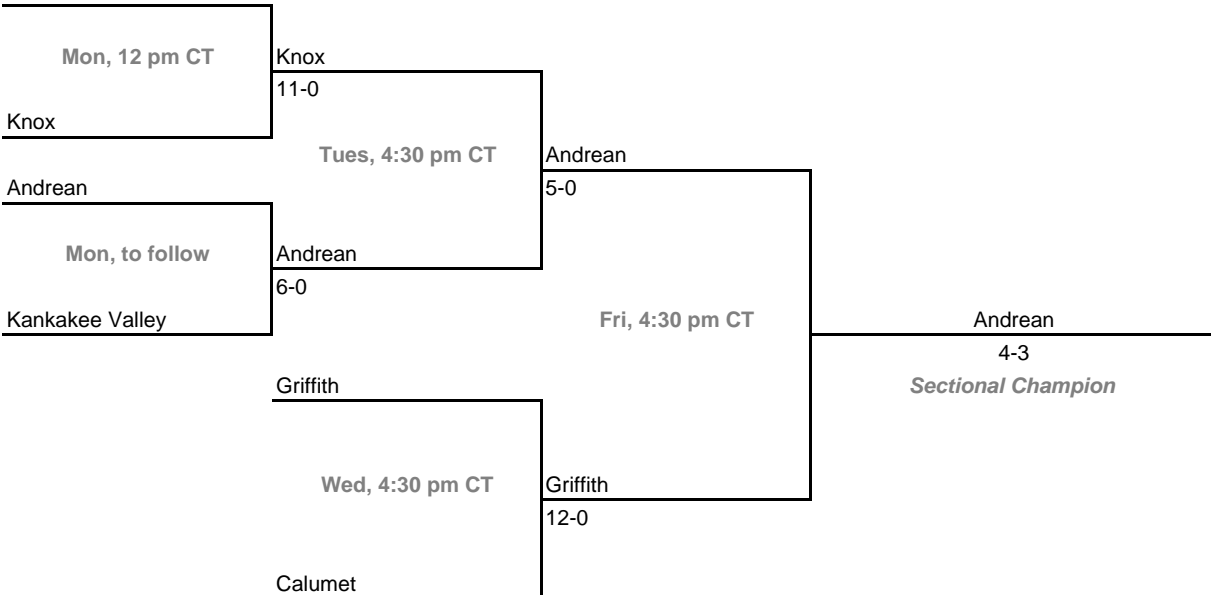 Mon, 12 pm CT
Knox
11-0
Knox
Tues, 4:30 pm CT
Andrean
5-0
Andrean
Mon, to follow
Andrean
6-0
Kankakee Valley
Fri, 4:30 pm CT
Andrean
4-3
Sectional Champion
Griffith
Wed, 4:30 pm CT
Griffith
12-0
Calumet